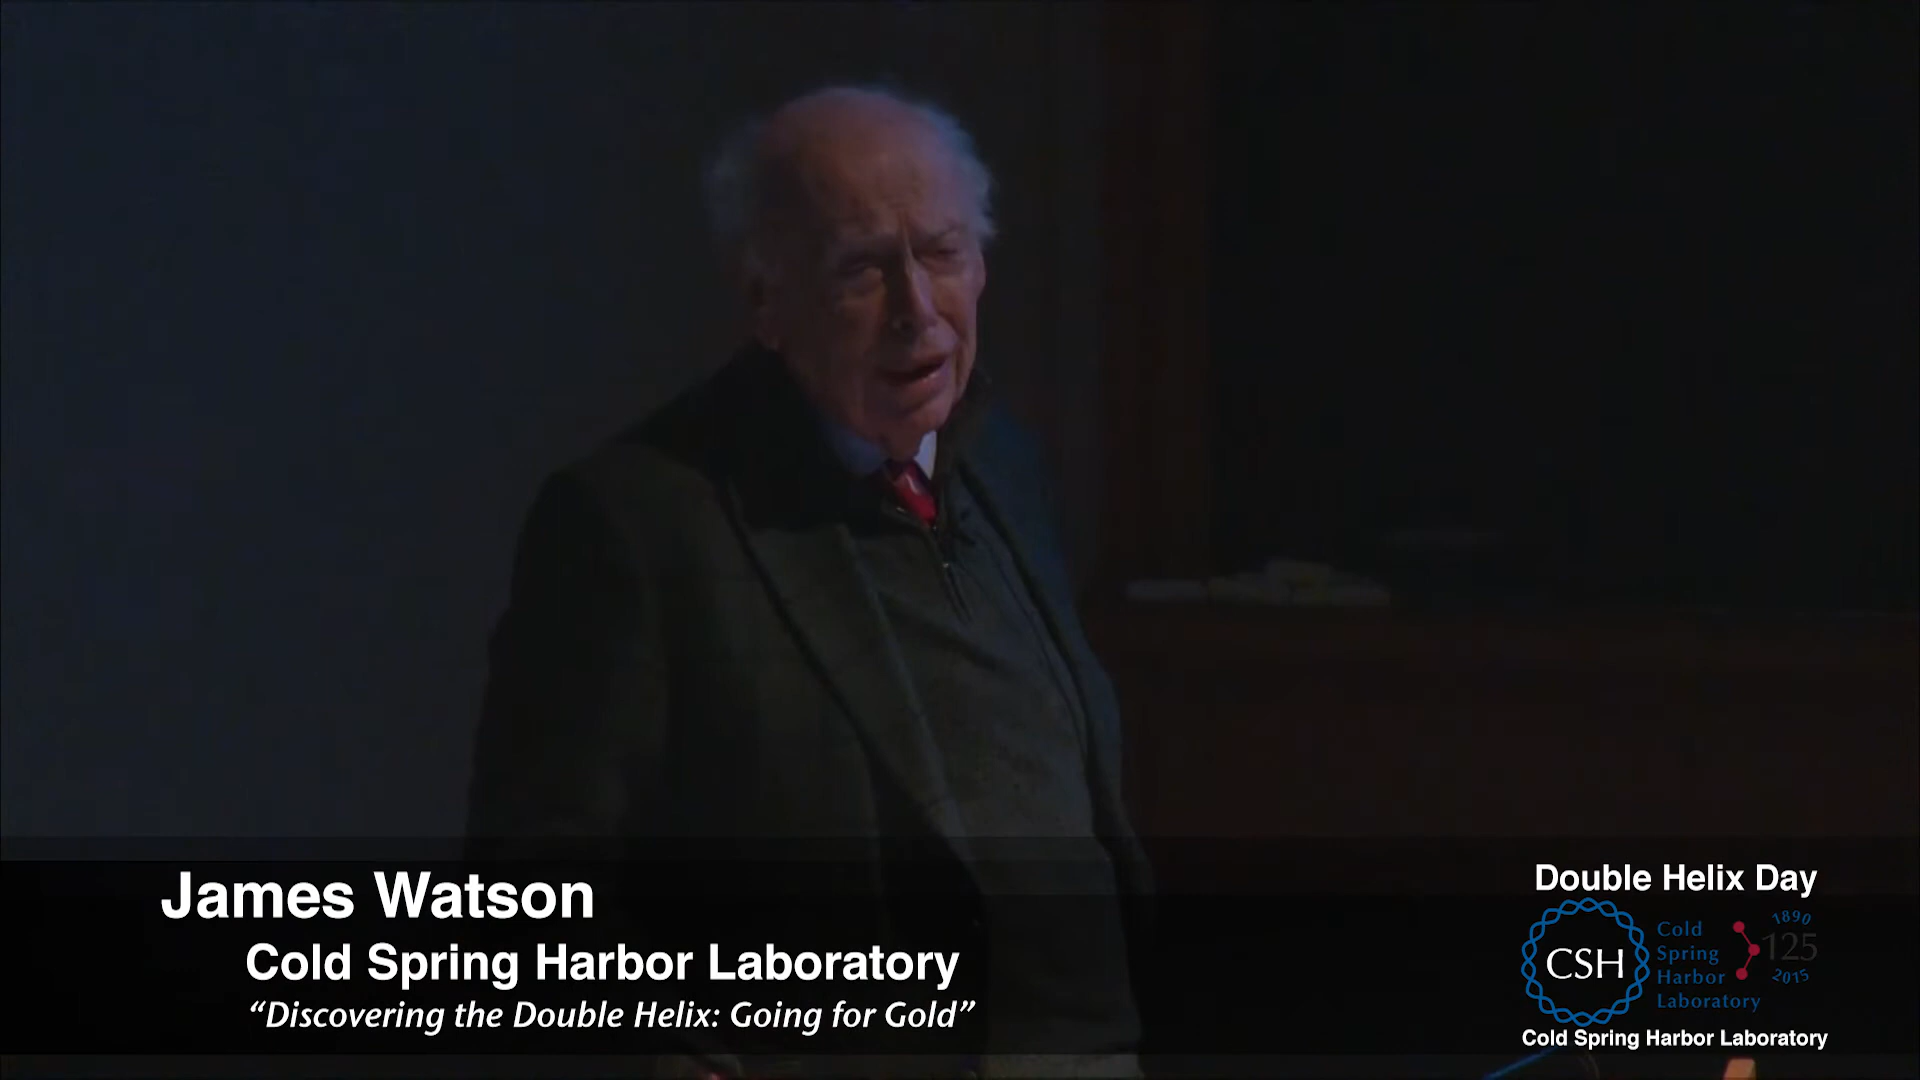 James Watson
Cold Spring Harbor Laboratory
“Discovering the Double Helix: Going for Gold”
Double Helix Day
CSH
Cold
Spring
Harbor
Laboratory
1890
125
2015
Cold Spring Harbor Laboratory